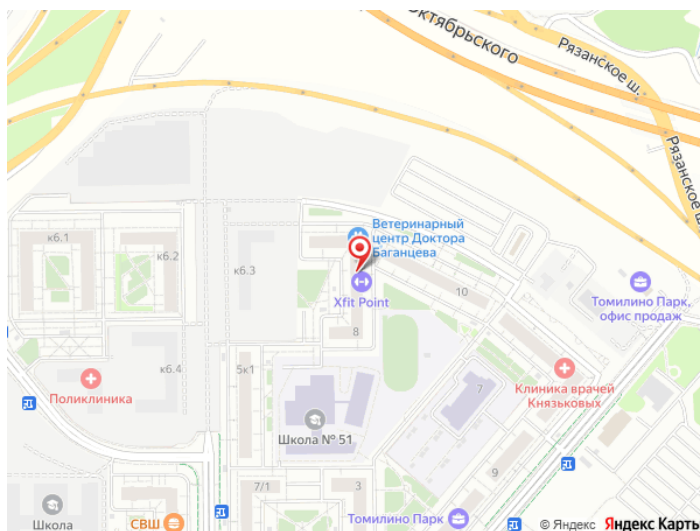 Октябрьского
Рязанское ш.
Рязанское ш.
Ветеринарный
центр Доктора
Баганцева
к6.1
к6.2
к6.3
10
Xfit Point
Томилино Парк,
офис продаж
8
к6.4
5к1
Поликлиника
7
Клиника врачей
Князьковых
Школа № 51
9
7/1
3
Томилино Парк
Школа
СВШ
© Яндекс Яндекс Карты